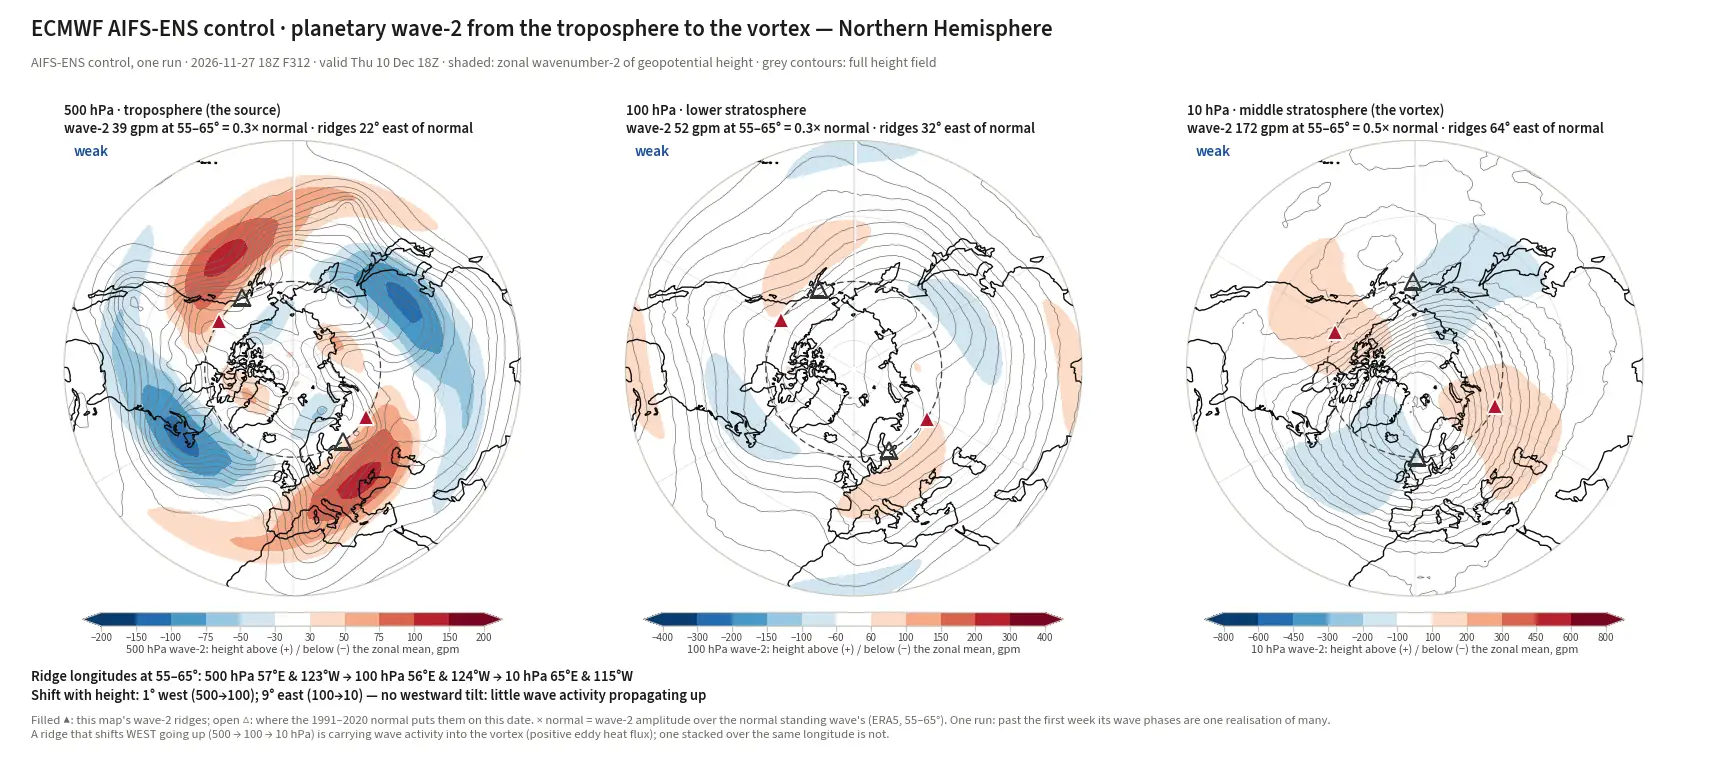 ECMWF AIFS-ENS control · planetary wave-2 from the troposphere to the vortex — Northern Hemisphere
AIFS-ENS control, one run · 2026-11-27 18Z F312 · valid Thu 10 Dec 18Z · shaded: zonal wavenumber-2 of geopotential height · grey contours: full height field
500 hPa · troposphere (the source)
wave-2 39 gpm at 55–65° = 0.3× normal · ridges 22° east of normal
weak
100 hPa · lower stratosphere
wave-2 52 gpm at 55–65° = 0.3× normal · ridges 32° east of normal
weak
10 hPa · middle stratosphere (the vortex)
wave-2 172 gpm at 55–65° = 0.5× normal · ridges 64° east of normal
weak
−200 −150 −100 −75 −50 −30 30 50 75 100 150 200
500 hPa wave-2: height above (+) / below (−) the zonal mean, gpm
−400 −300 −200 −150 −100 −60 60 100 150 200 300 400
100 hPa wave-2: height above (+) / below (−) the zonal mean, gpm
−800 −600 −450 −300 −200 −100 100 200 300 450 600 800
10 hPa wave-2: height above (+) / below (−) the zonal mean, gpm
Ridge longitudes at 55–65°: 500 hPa 57°E & 123°W → 100 hPa 56°E & 124°W → 10 hPa 65°E & 115°W
Shift with height: 1° west (500→100); 9° east (100→10) — no westward tilt: little wave activity propagating up
Filled ▲: this map's wave-2 ridges; open △: where the 1991–2020 normal puts them on this date. × normal = wave-2 amplitude over the normal standing wave's (ERA5, 55–65°). One run: past the first week its wave phases are one realisation of many.
A ridge that shifts WEST going up (500 → 100 → 10 hPa) is carrying wave activity into the vortex (positive eddy heat flux); one stacked over the same longitude is not.